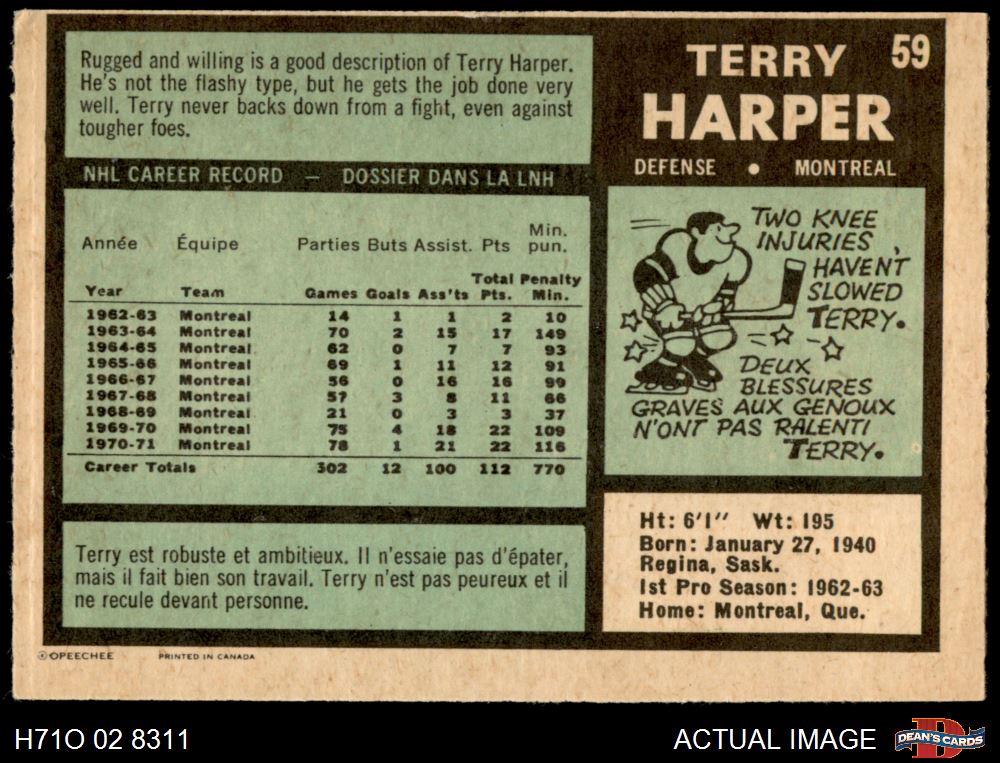 Rugged and willing is a good description of Terry Harper.
He's not the flashy type, but he gets the job done very
well. Terry never backs down from a fight, even against
tougher foes.
NHL CAREER RECORD — DOSSIER DANS LA LNH
Année Équipe Parties Buts Assist. Pts Min. pun.
Year Team Games Goals Ass'ts Total Pts. Penalty Min.
1962-63 Montreal 14 1 1 2 10
1963-64 Montreal 70 2 15 17 149
1964-65 Montreal 62 0 7 7 93
1965-66 Montreal 69 1 11 12 91
1966-67 Montreal 56 0 16 16 99
1967-68 Montreal 57 3 8 11 66
1968-69 Montreal 21 0 3 3 37
1969-70 Montreal 75 4 18 22 109
1970-71 Montreal 78 1 21 22 116
Career Totals 302 12 100 112 770
Terry est robuste et ambitieux. Il n'essaie pas d'épater,
mais il fait bien son travail. Terry n'est pas peureux et il
ne recule devant personne.
©OPEECHEE PRINTED IN CANADA
59
TERRY
HARPER
DEFENSE • MONTREAL
TWO KNEE
INJURIES
HAVEN'T
SLOWED
TERRY.
DEUX
BLESSURES
GRAVES AUX GENOUX
N'ONT PAS RALENTI
TERRY.
Ht: 6'1" Wt: 195
Born: January 27, 1940
Regina, Sask.
1st Pro Season: 1962-63
Home: Montreal, Que.
H71O 02 8311
ACTUAL IMAGE
D
DEAN'S CARDS